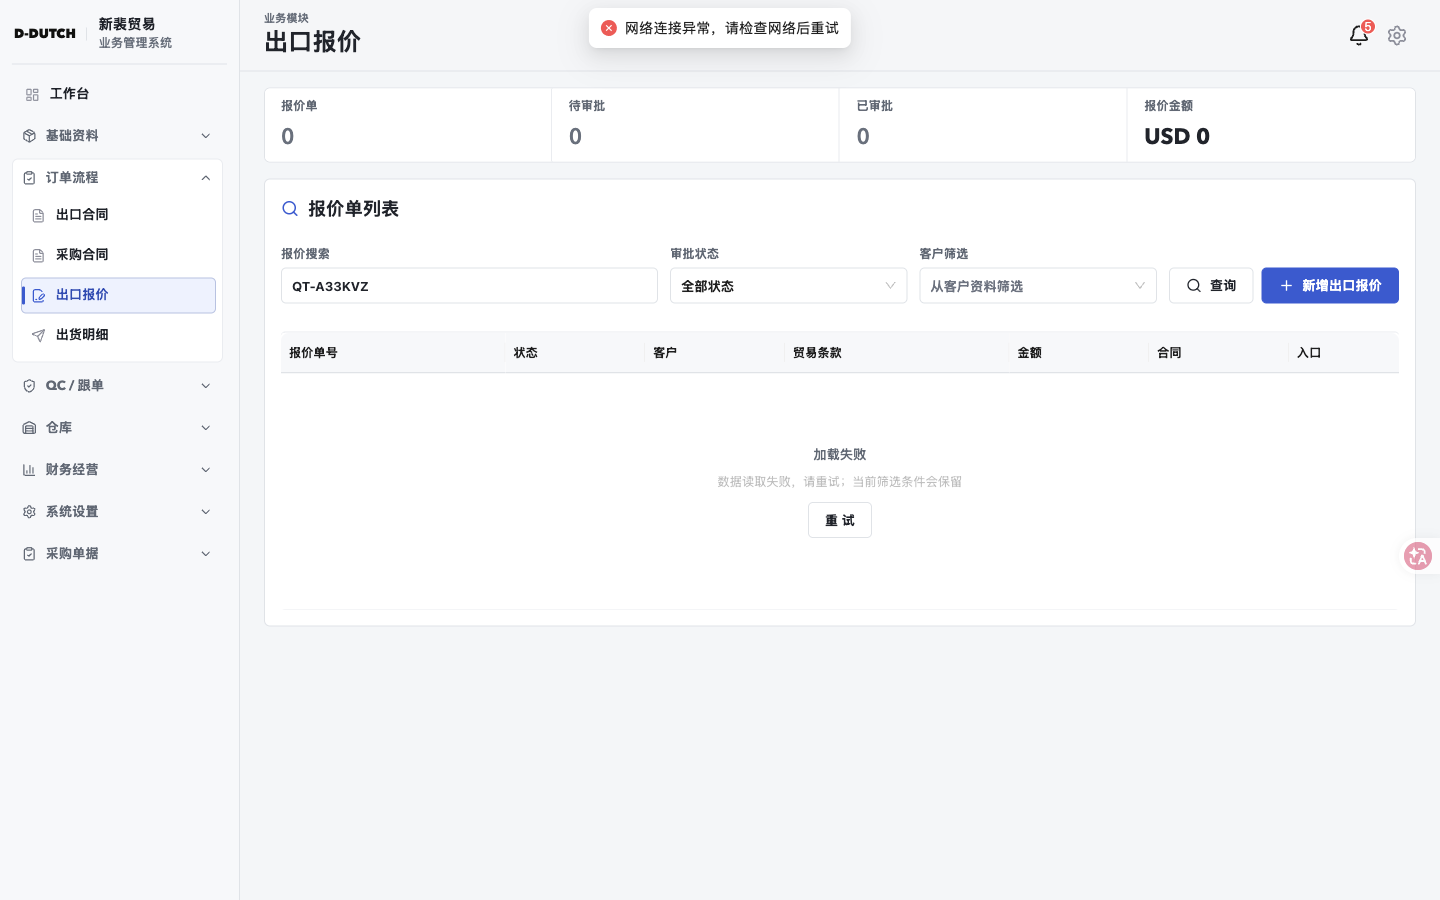 D-DUTCH
新装贸易
业务管理系统
工作台
基础资料
订单流程
出口合同
采购合同
出口报价
出货明细
QC / 跟单
仓库
财务经营
系统设置
采购单据
业务模块
出口报价
网络连接异常，请检查网络后重试
5
报价单
0
待审批
0
已审批
0
报价金额
USD 0
报价单列表
报价搜索
QT-A33KVZ
审批状态
全部状态
客户筛选
从客户资料筛选
查询
新增出口报价
报价单号 状态 客户 贸易条款 金额 合同 入口
加载失败
数据读取失败，请重试；当前筛选条件会保留
重 试